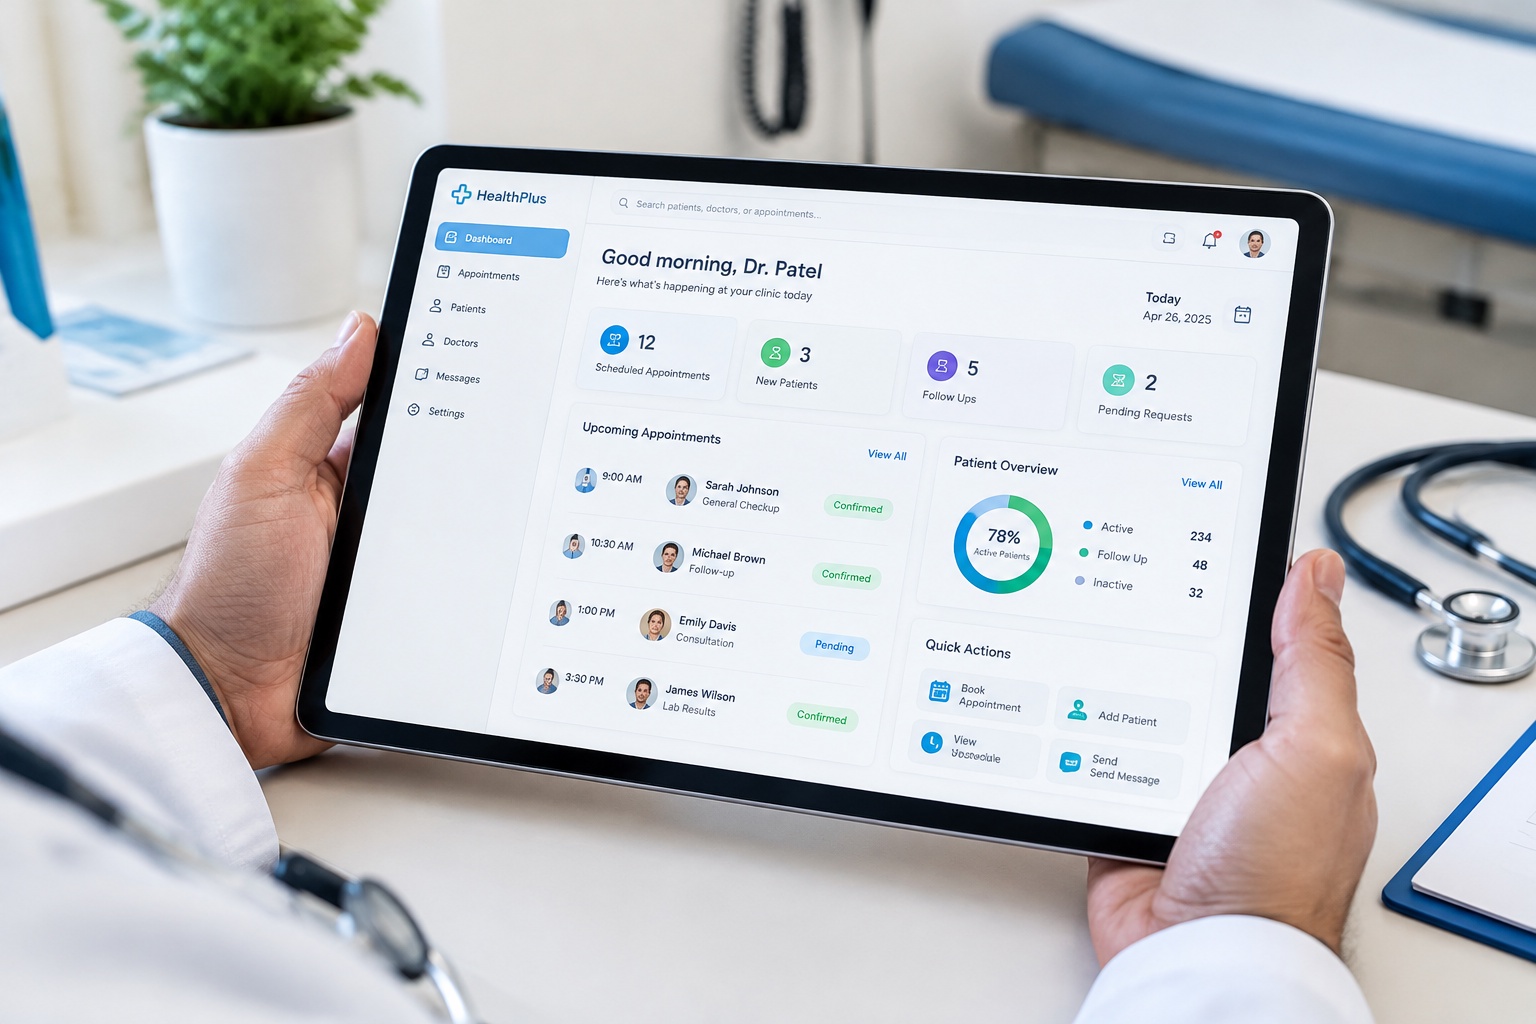 HealthPlus
Search patients, doctors, or appointments...
Dashboard
Appointments
Patients
Doctors
Messages
Settings
Good morning, Dr. Patel
Here's what's happening at your clinic today
Today
Apr 26, 2025
12
Scheduled Appointments
3
New Patients
5
Follow Ups
2
Pending Requests
Upcoming Appointments
View All
9:00 AM
Sarah Johnson
General Checkup
Confirmed
10:30 AM
Michael Brown
Follow-up
Confirmed
1:00 PM
Emily Davis
Consultation
Pending
3:30 PM
James Wilson
Lab Results
Confirmed
Patient Overview
View All
78%
Active Patients
Active
234
Follow Up
48
Inactive
32
Quick Actions
Book
Appointment
Add Patient
View
Send
Send Message